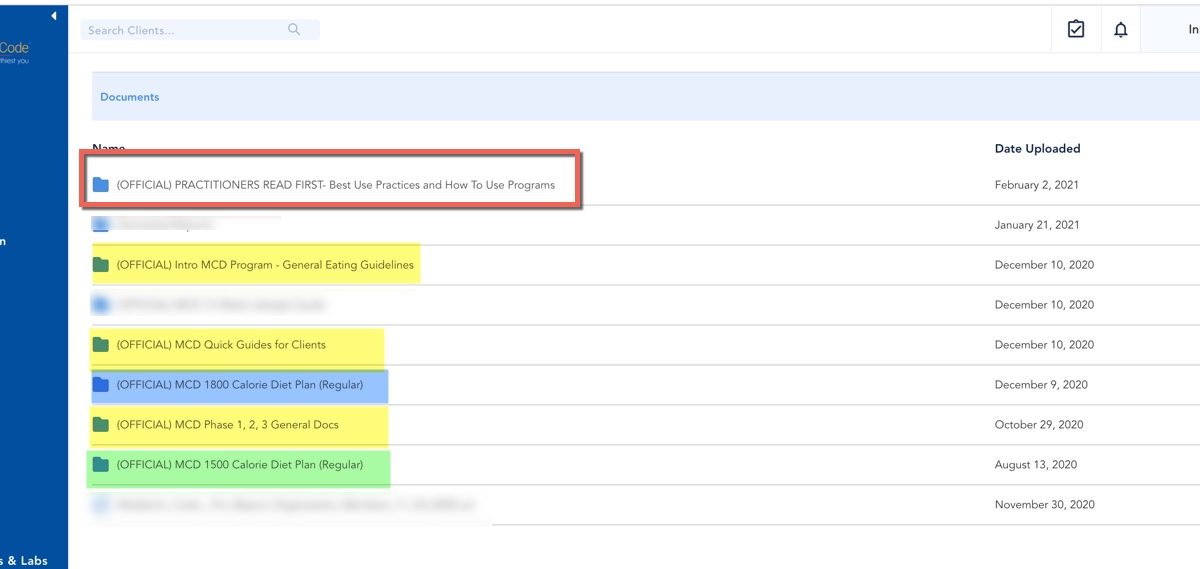 Search Clients...
In
Code
thiest you
Documents
Name
Date Uploaded
(OFFICIAL) PRACTITIONERS READ FIRST- Best Use Practices and How To Use Programs
February 2, 2021
January 21, 2021
(OFFICIAL) Intro MCD Program - General Eating Guidelines
December 10, 2020
December 10, 2020
(OFFICIAL) MCD Quick Guides for Clients
December 10, 2020
(OFFICIAL) MCD 1800 Calorie Diet Plan (Regular)
December 9, 2020
(OFFICIAL) MCD Phase 1, 2, 3 General Docs
October 29, 2020
(OFFICIAL) MCD 1500 Calorie Diet Plan (Regular)
August 13, 2020
November 30, 2020
n
s & Labs